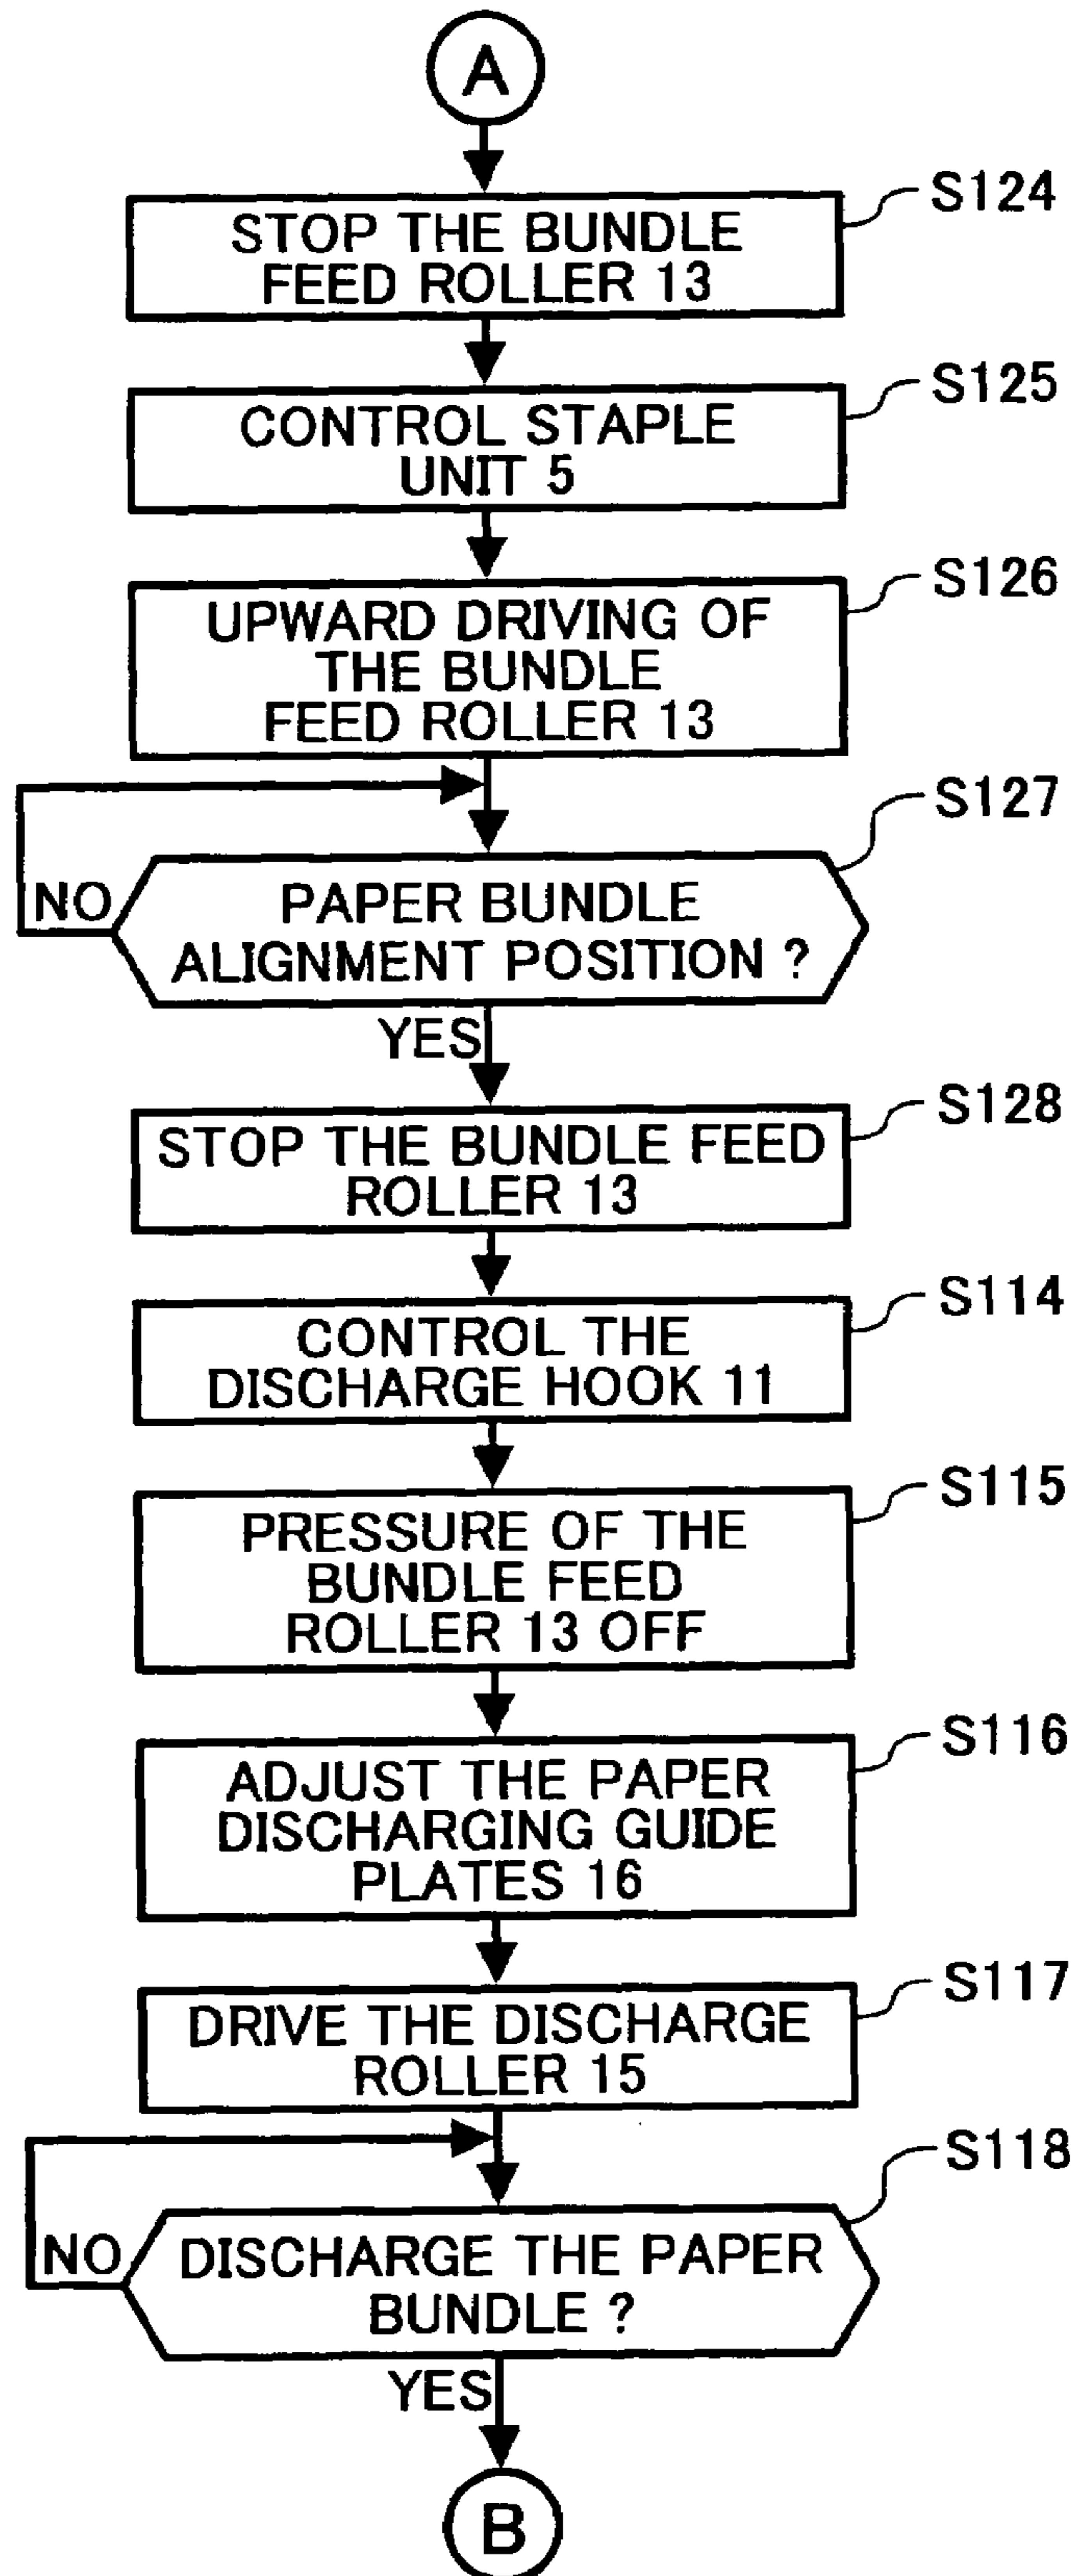 A
S124
STOP THE BUNDLE
FEED ROLLER 13
S125
CONTROL STAPLE
UNIT 5
S126
UPWARD DRIVING OF
THE BUNDLE
FEED ROLLER 13
S127
NO
PAPER BUNDLE
ALIGNMENT POSITION ?
YES
S128
STOP THE BUNDLE FEED
ROLLER 13
S114
CONTROL THE
DISCHARGE HOOK 11
S115
PRESSURE OF THE
BUNDLE FEED
ROLLER 13 OFF
S116
ADJUST THE PAPER
DISCHARGING GUIDE
PLATES 16
S117
DRIVE THE DISCHARGE
ROLLER 15
S118
NO
DISCHARGE THE PAPER
BUNDLE ?
YES
B